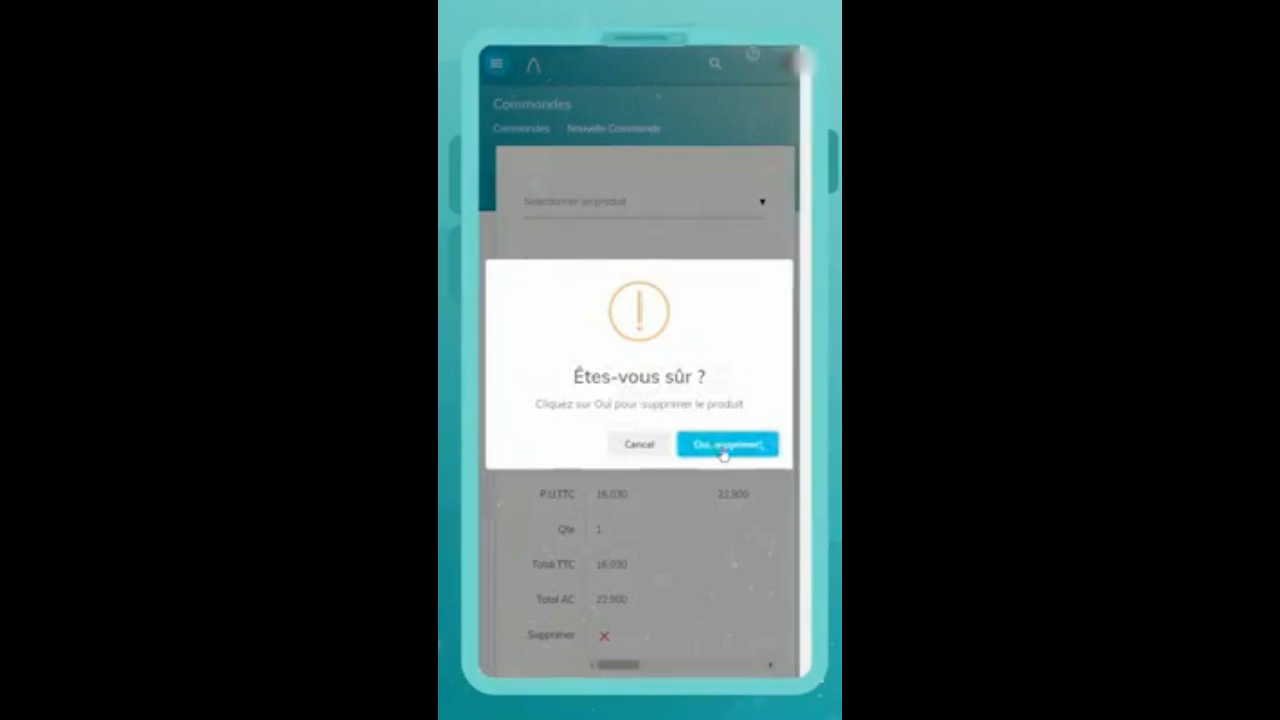 Commandes
Commandes Nouvelle Commande
Sélectionner un produit
Êtes-vous sûr ?
Cliquez sur Oui pour supprimer le produit
Cancel Oui, supprimer!
P.U.TTC 16.030 22.900
Qte 1
Total TTC 16.030
Total AC 22.900
Supprimer